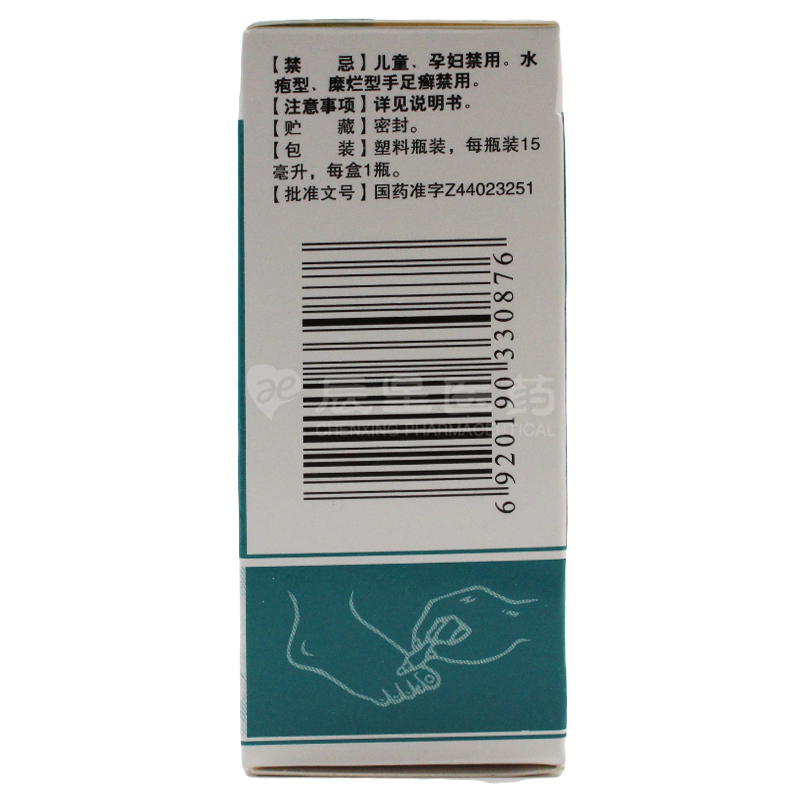 【禁　　忌】儿童、孕妇禁用。水
疱型、糜烂型手足癣禁用。
【注意事项】详见说明书。
【贮　　藏】密封。
【包　　装】塑料瓶装，每瓶装15
毫升，每盒1瓶。
【批准文号】国药准字Z44023251
6920190330876
辰星医药
CHENXING PHARMACEUTICAL